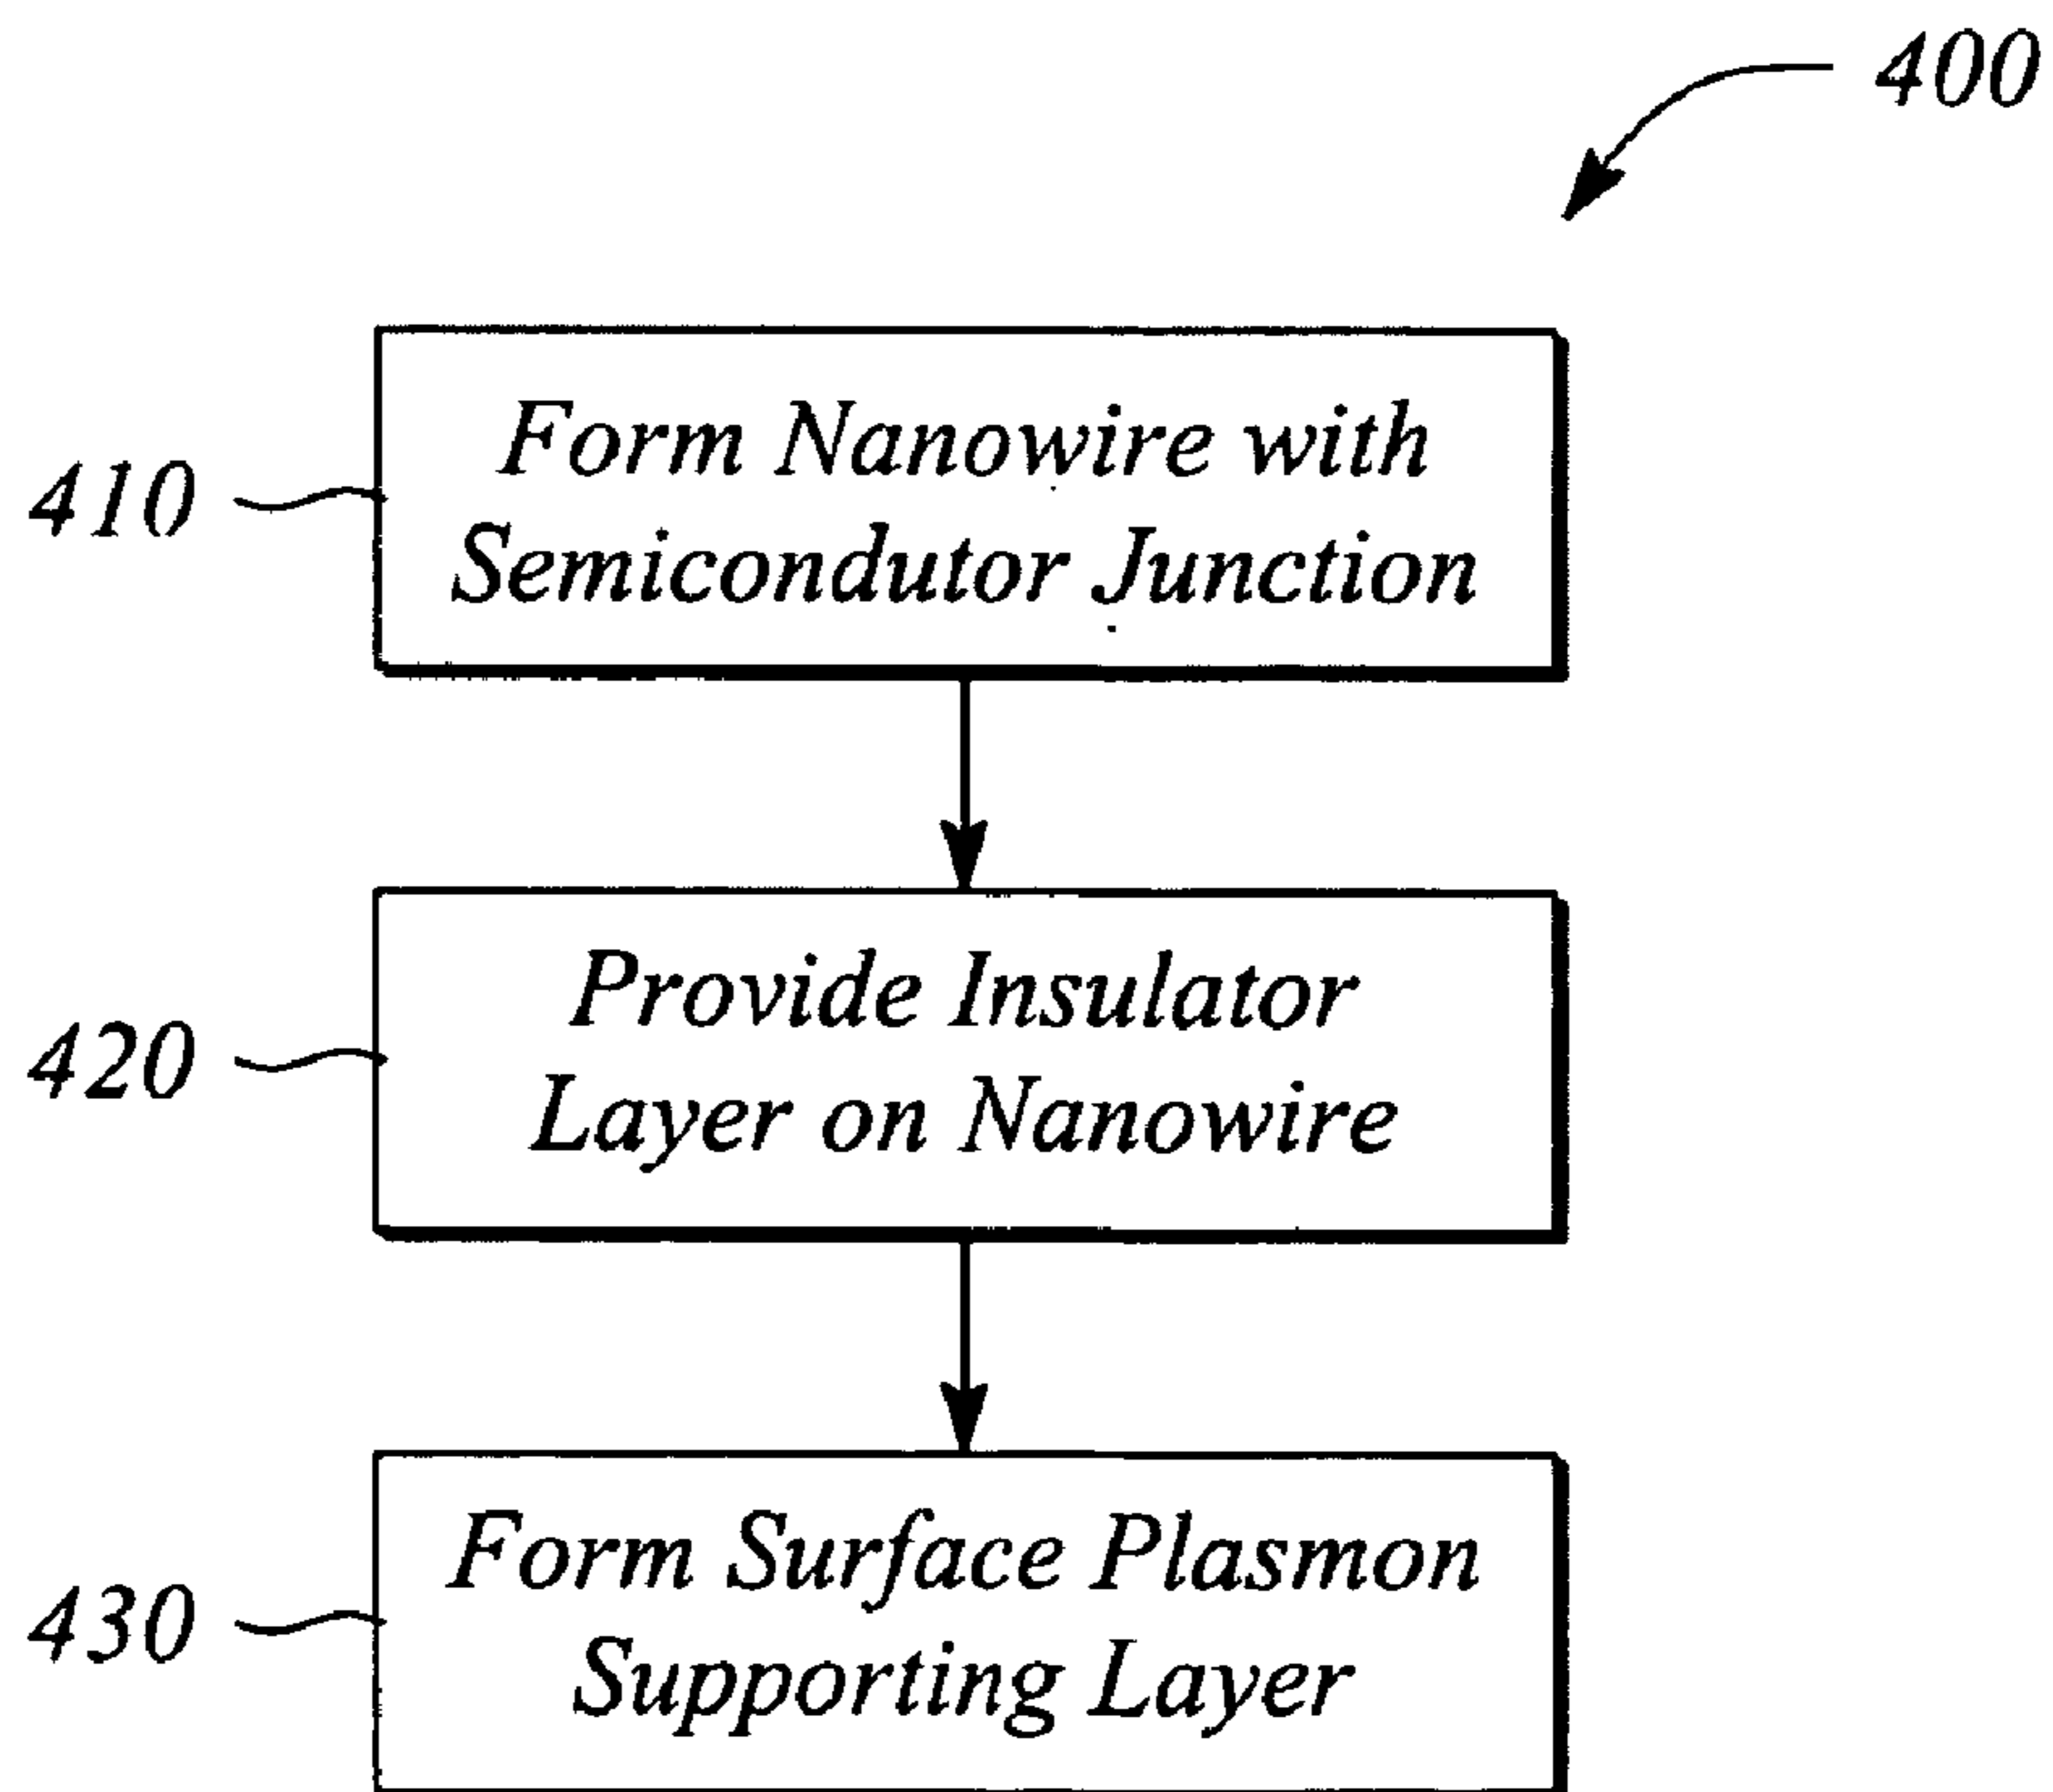 400
410
Form Nanowire with
Semicondutor Junction
420
Provide Insulator
Layer on Nanowire
430
Form Surface Plasmon
Supporting Layer